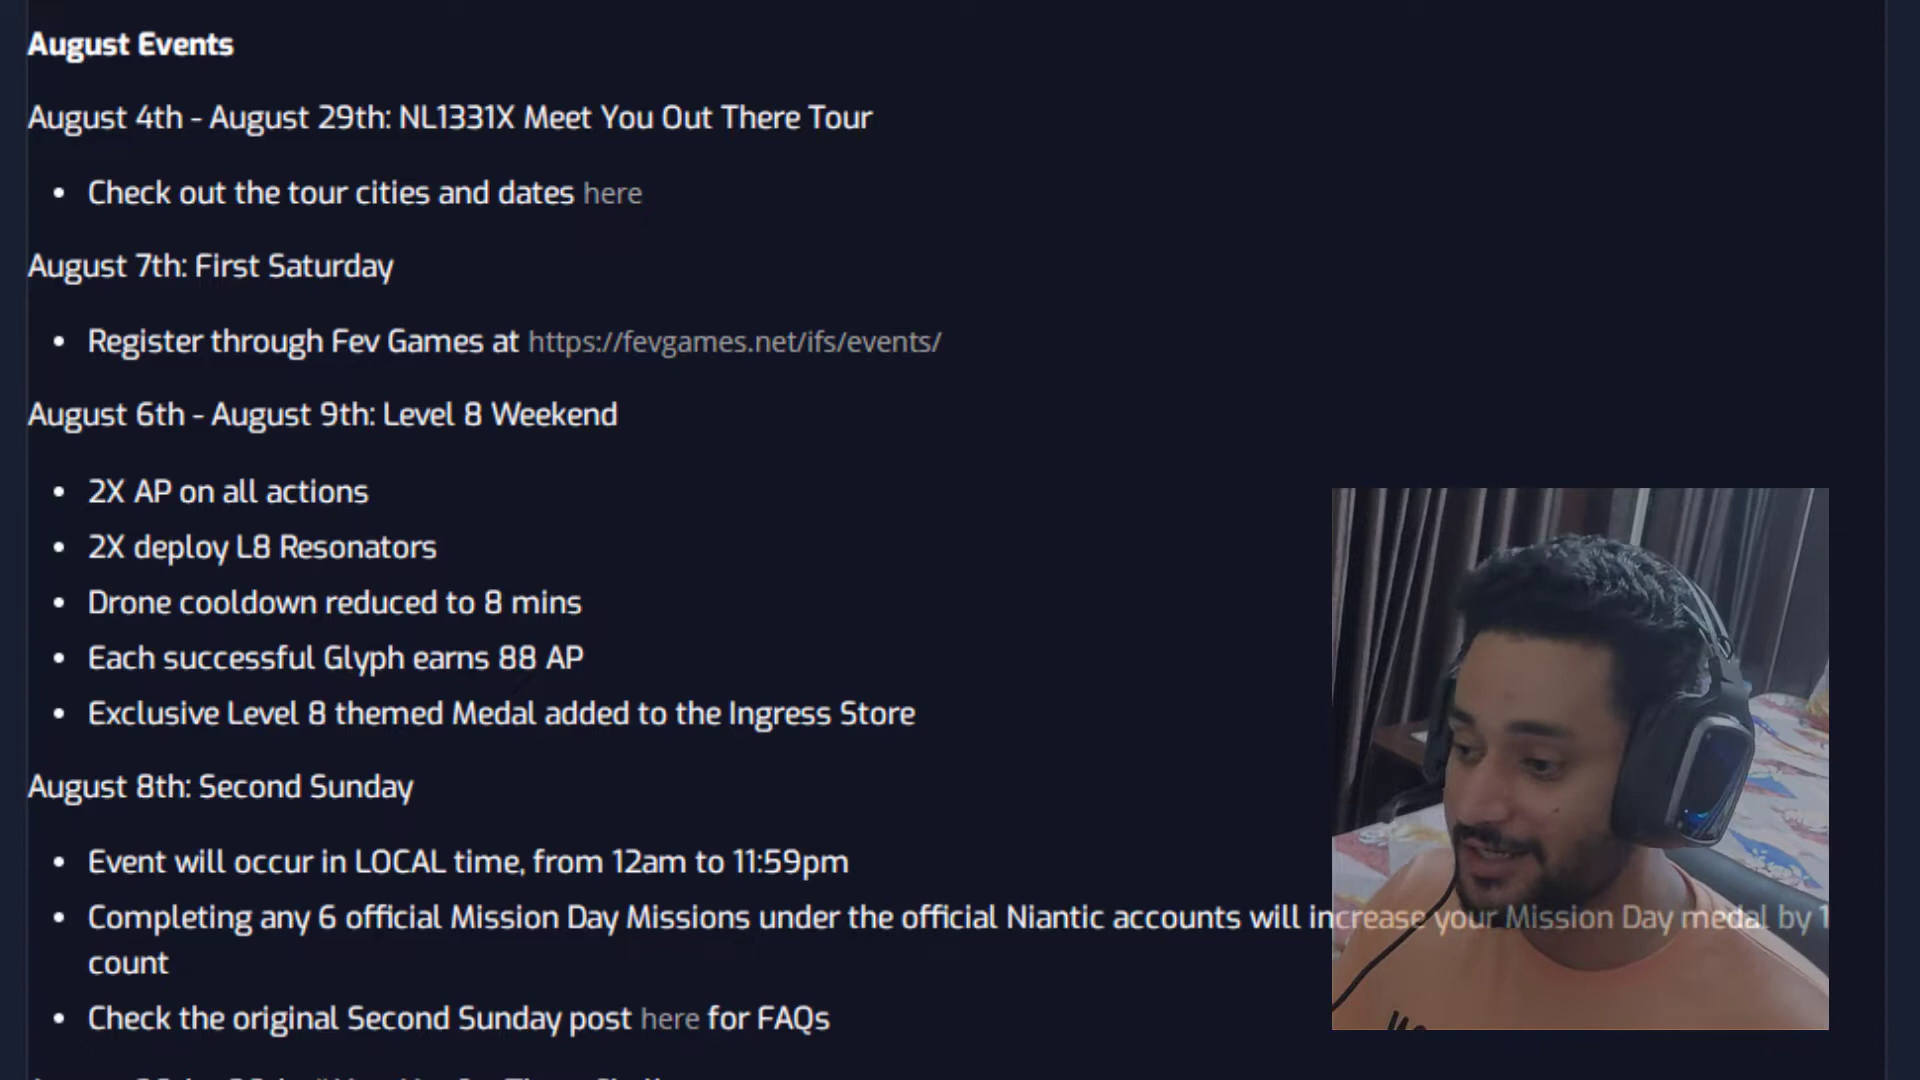 August Events
August 4th - August 29th: NL1331X Meet You Out There Tour
• Check out the tour cities and dates here
August 7th: First Saturday
• Register through Fev Games at https://fevgames.net/ifs/events/
August 6th - August 9th: Level 8 Weekend
• 2X AP on all actions
• 2X deploy L8 Resonators
• Drone cooldown reduced to 8 mins
• Each successful Glyph earns 88 AP
• Exclusive Level 8 themed Medal added to the Ingress Store
August 8th: Second Sunday
• Event will occur in LOCAL time, from 12am to 11:59pm
• Completing any 6 official Mission Day Missions under the official Niantic accounts will increase your Mission Day medal by 1
count
• Check the original Second Sunday post here for FAQs